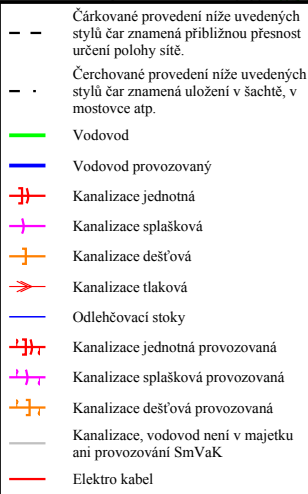 Čárkované provedení níže uvedených
stylů čar znamená přibližnou přesnost
určení polohy sítě.
Čerchované provedení níže uvedených
stylů čar znamená uložení v šachtě, v
mostovce atp.
Vodovod
Vodovod provozovaný
Kanalizace jednotná
Kanalizace splašková
Kanalizace dešťová
Kanalizace tlaková
Odlehčovací stoky
Kanalizace jednotná provozovaná
Kanalizace splašková provozovaná
Kanalizace dešťová provozovaná
Kanalizace, vodovod není v majetku
ani provozování SmVaK
Elektro kabel